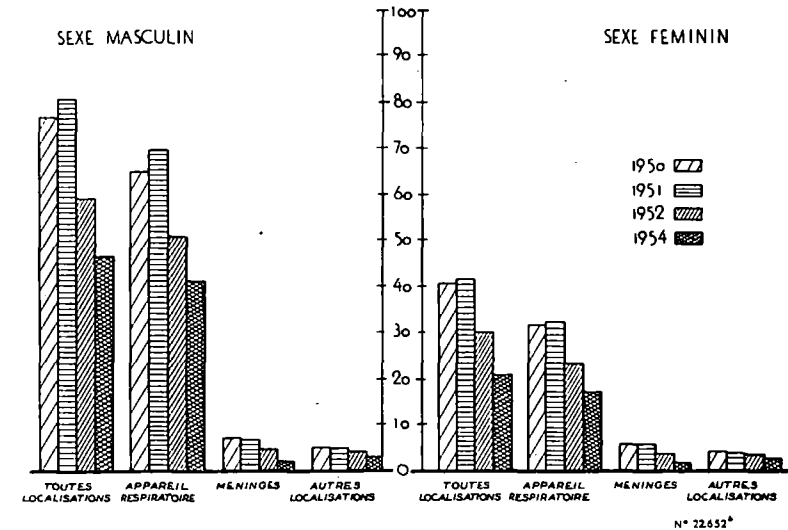 SEXE MASCULIN
SEXE FEMININ
100
90
80
70
60
50
40
30
20
10
0
1950
1951
1952
1954
TOUTES LOCALISATIONS
APPAREIL RESPIRATOIRE
MENINGES
AUTRES LOCALISATIONS
TOUTES LOCALISATIONS
APPAREIL RESPIRATOIRE
MENINGES
AUTRES LOCALISATIONS
N° 22652⁶